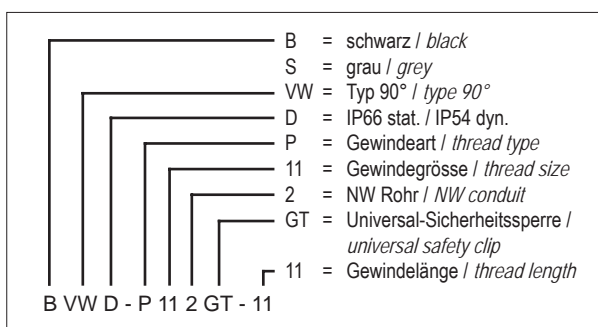 B = schwarz / black
S = grau / grey
VW = Typ 90° / type 90°
D = IP66 stat. / IP54 dyn.
P = Gewindeart / thread type
11 = Gewindegrösse / thread size
2 = NW Rohr / NW conduit
GT = Universal-Sicherheitssperre /
universal safety clip
11 = Gewindelänge / thread length
B VW D - P 11 2 GT - 11